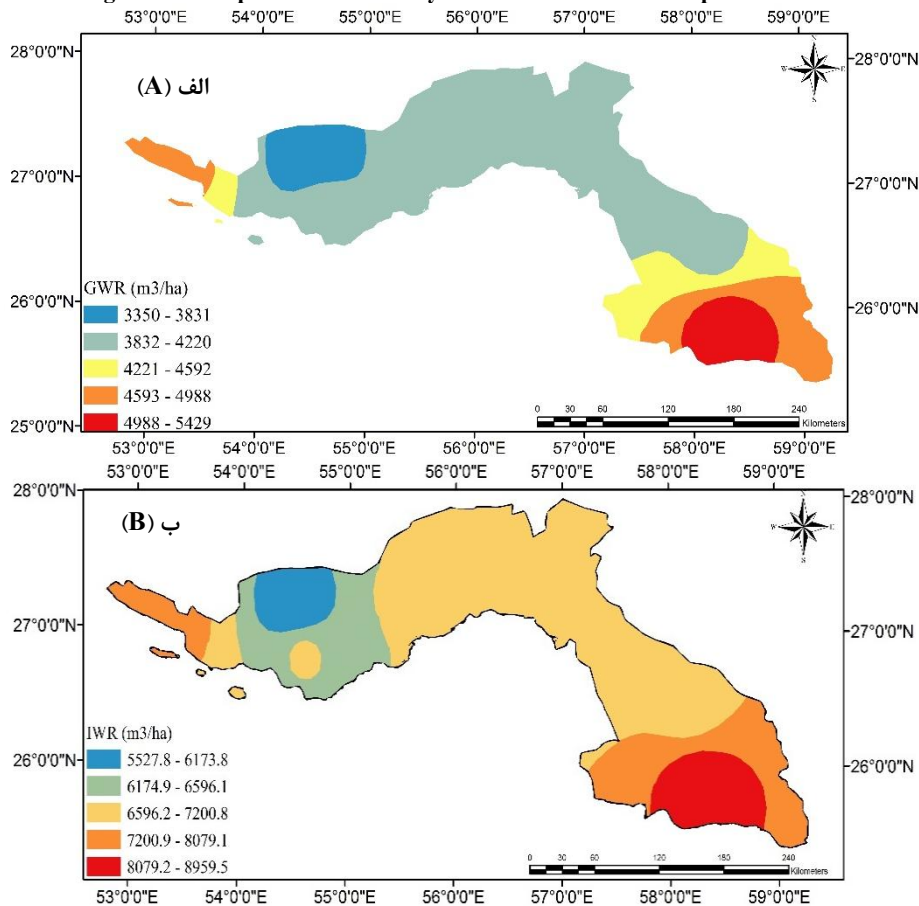 53°0'0"E 54°0'0"E 55°0'0"E 56°0'0"E 57°0'0"E 58°0'0"E 59°0'0"E
28°0'0"N 28°0'0"N
الف (A)
N
W E
S
27°0'0"N 27°0'0"N
GWR (m3/ha)
26°0'0"N 26°0'0"N
3350 - 3831
3832 - 4220
4221 - 4592
4593 - 4988
4988 - 5429
0 30 60 120 180 240
Kilometers
25°0'0"N 25°0'0"N
53°0'0"E 54°0'0"E 55°0'0"E 56°0'0"E 57°0'0"E 58°0'0"E 59°0'0"E
53°0'0"E 54°0'0"E 55°0'0"E 56°0'0"E 57°0'0"E 58°0'0"E 59°0'0"E
28°0'0"N 28°0'0"N
ب (B)
N
W E
S
27°0'0"N 27°0'0"N
IWR (m3/ha)
26°0'0"N 26°0'0"N
5527.8 - 6173.8
6174.9 - 6596.1
6596.2 - 7200.8
7200.9 - 8079.1
8079.2 - 8959.5
0 30 60 120 180 240
Kilometers
53°0'0"E 54°0'0"E 55°0'0"E 56°0'0"E 57°0'0"E 58°0'0"E 59°0'0"E